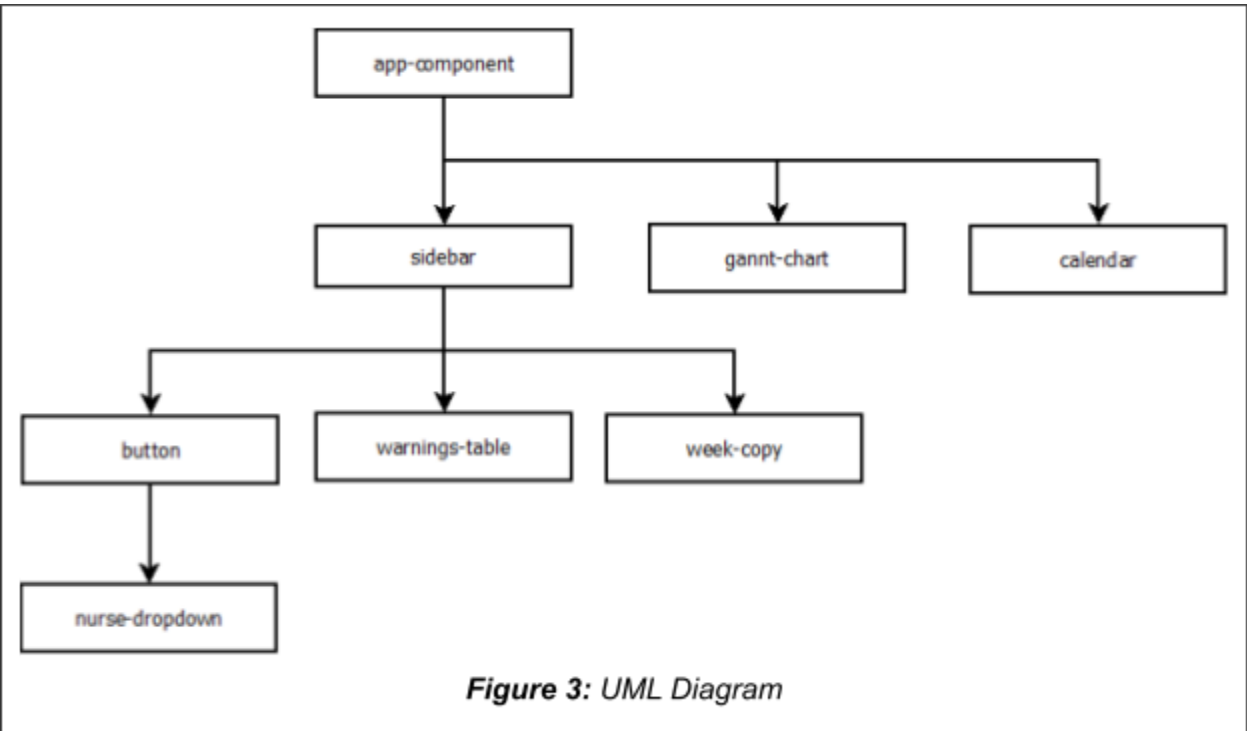 app-component
sidebar
gannt-chart
calendar
button
warnings-table
week-copy
nurse-dropdown
Figure 3: UML Diagram